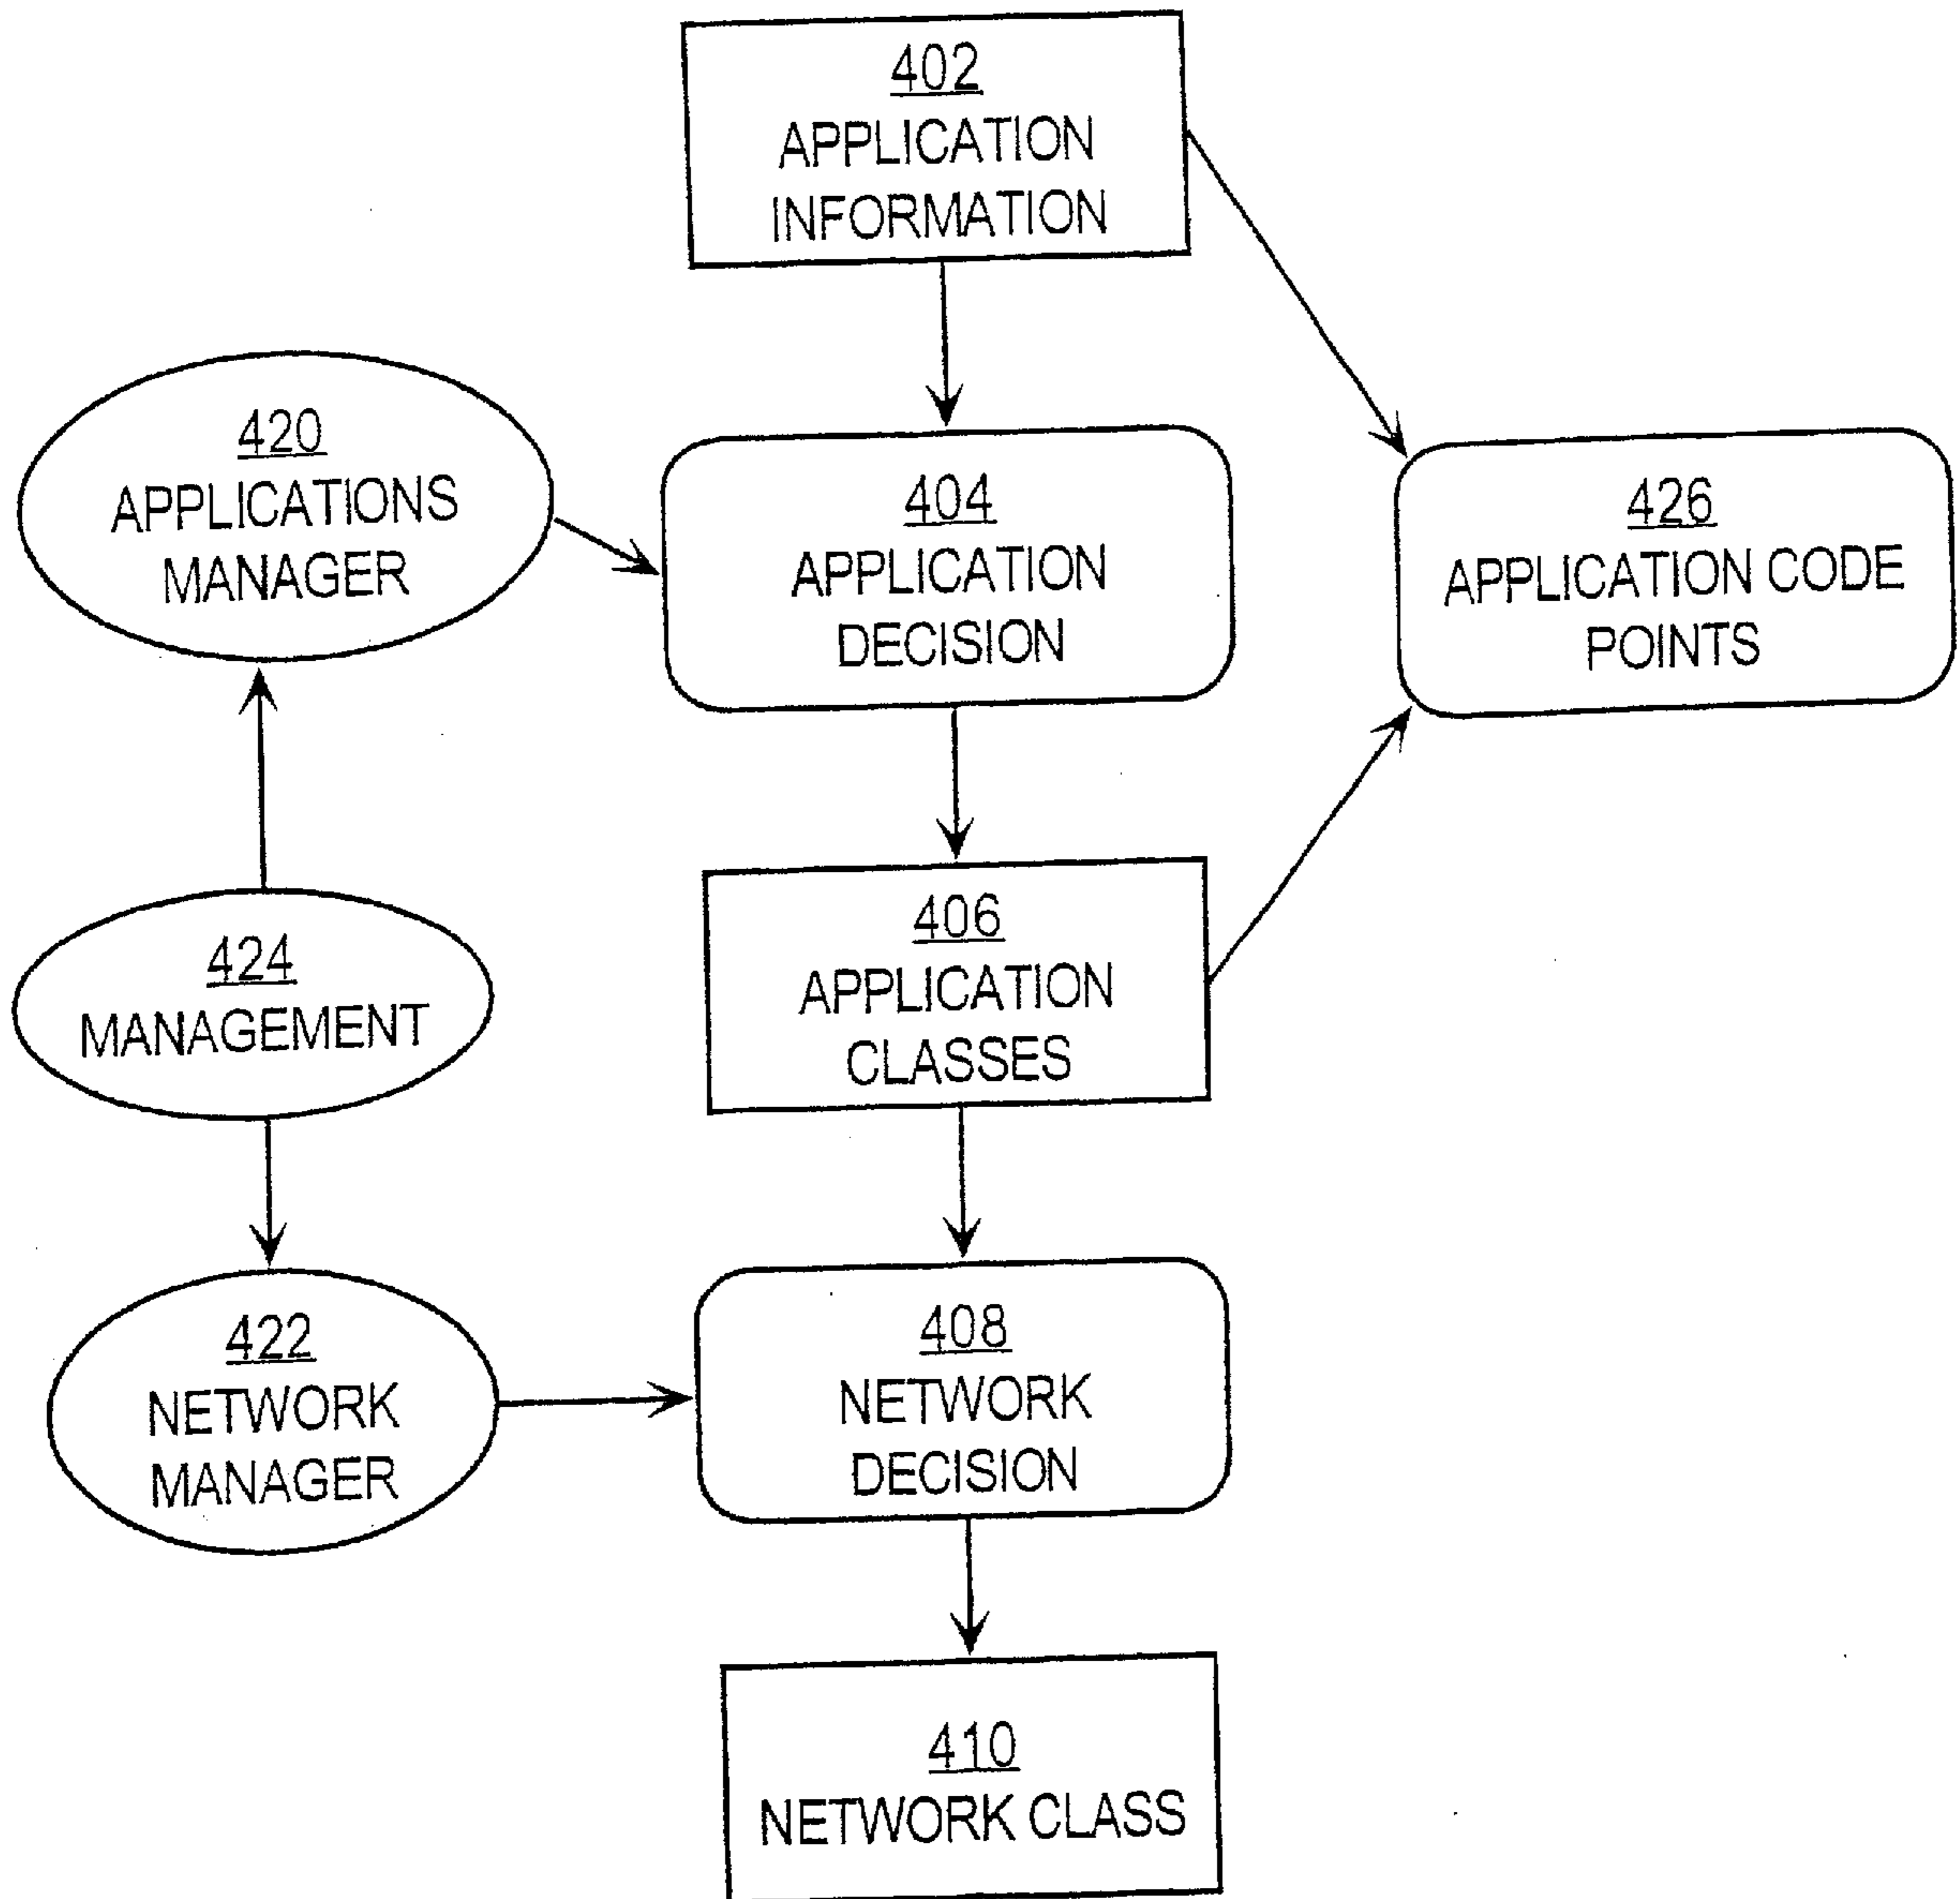 402
APPLICATION
INFORMATION
420
APPLICATIONS
MANAGER
404
APPLICATION
DECISION
426
APPLICATION CODE
POINTS
424
MANAGEMENT
406
APPLICATION
CLASSES
422
NETWORK
MANAGER
408
NETWORK
DECISION
410
NETWORK CLASS